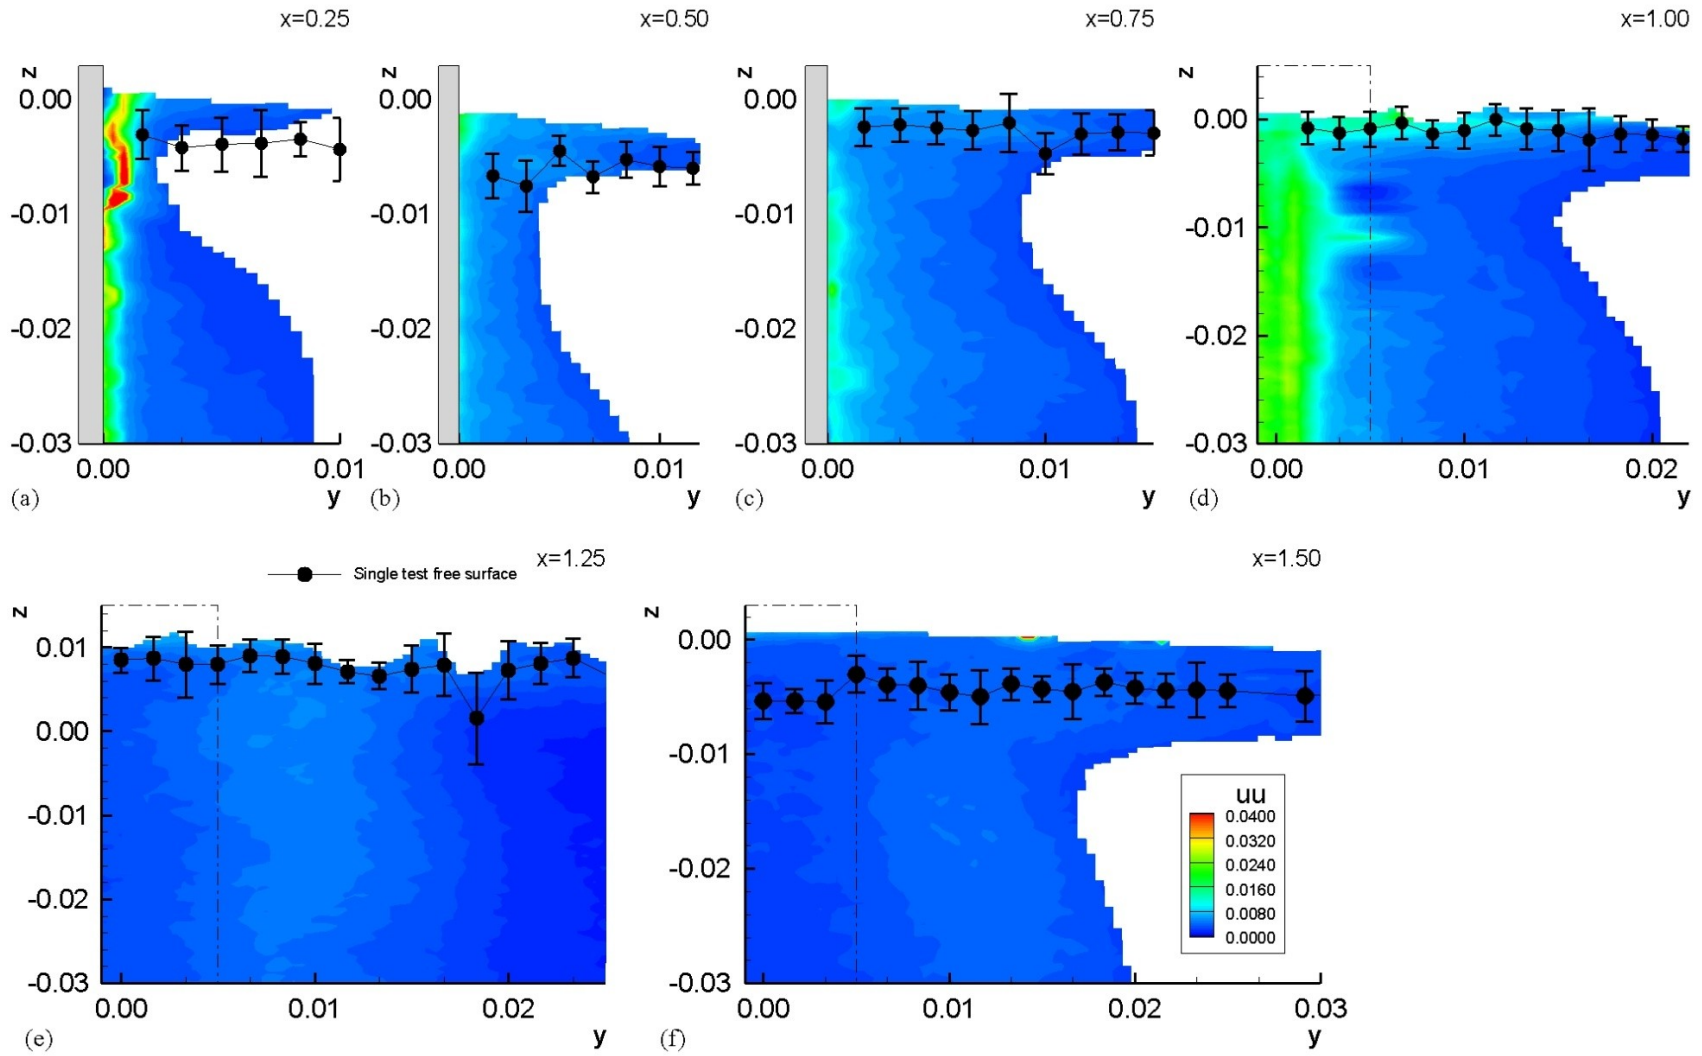 x=0.25
x=0.50
x=0.75
x=1.00
z
0.00
-0.01
-0.02
-0.03
0.00
0.01
(a)
y
z
0.00
-0.01
-0.02
-0.03
0.00
0.01
(b)
y
z
0.00
-0.01
-0.02
-0.03
0.00
0.01
(c)
y
z
0.00
-0.01
-0.02
-0.03
0.00
0.01
0.02
(d)
y
x=1.25
Single test free surface
z
0.01
0.00
-0.01
-0.02
-0.03
0.00
0.01
0.02
(e)
y
x=1.50
z
0.00
-0.01
-0.02
-0.03
uu
0.0400
0.0320
0.0240
0.0160
0.0080
0.0000
0.00
0.01
0.02
0.03
(f)
y